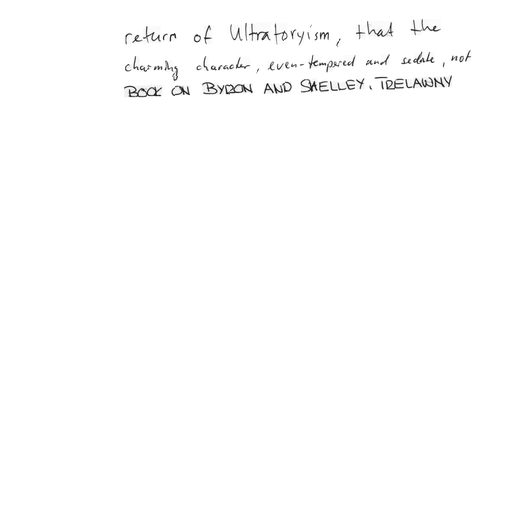 return of Ultratoryism, that the
charming character, even-tempered and sedate, not
BOOK ON BYRON AND SHELLEY. TRELAWNY